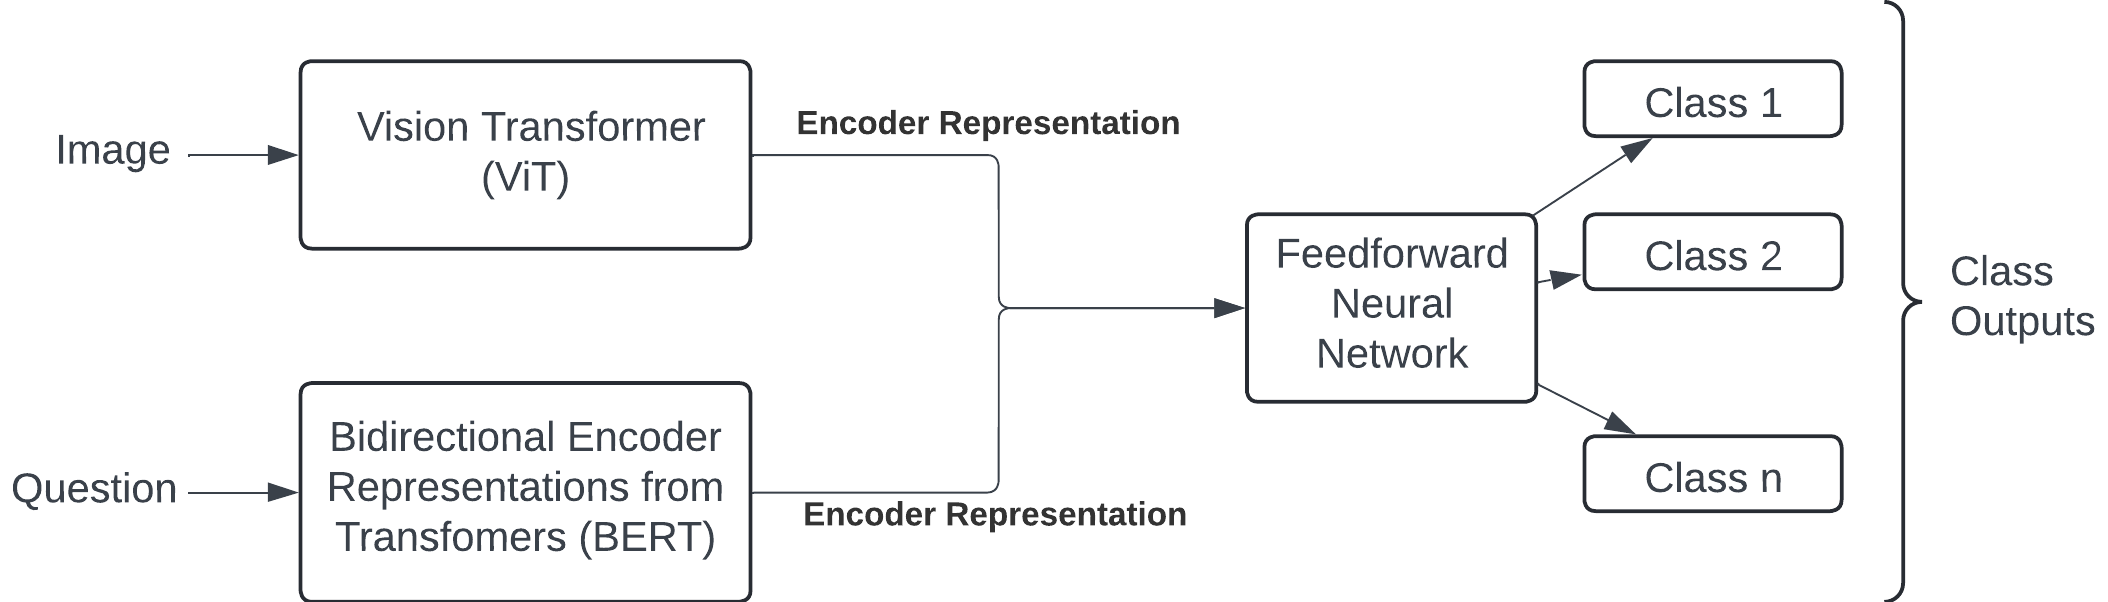 Image
Vision Transformer
(ViT)
Encoder Representation
Question
Bidirectional Encoder
Representations from
Transfomers (BERT)
Encoder Representation
Feedforward
Neural
Network
Class 1
Class 2
Class n
Class
Outputs